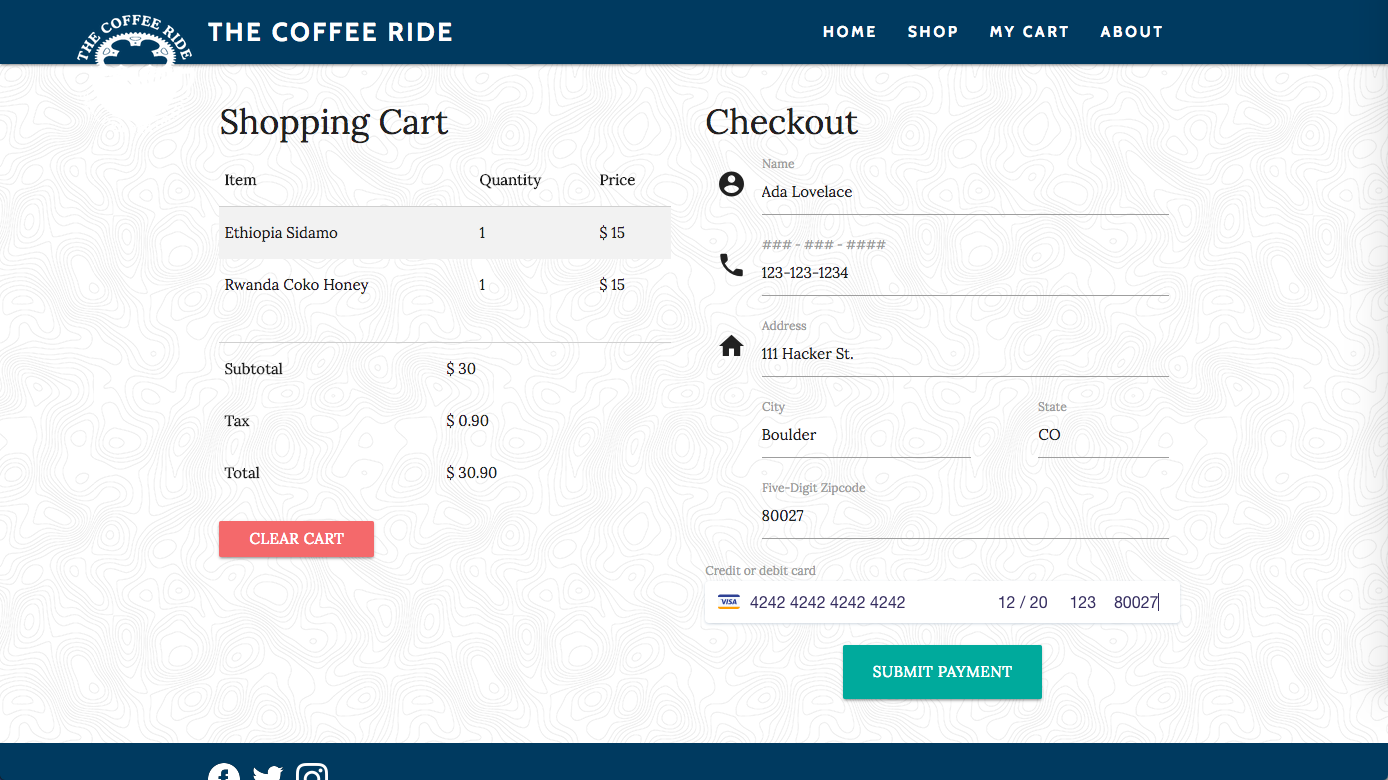 THE COFFEE RIDE
THE COFFEE RIDE
HOME SHOP MY CART ABOUT
Shopping Cart
Item Quantity Price
Ethiopia Sidamo 1 $ 15
Rwanda Coko Honey 1 $ 15
Subtotal $ 30
Tax $ 0.90
Total $ 30.90
CLEAR CART
Checkout
Name
Ada Lovelace
### - ### - ####
123-123-1234
Address
111 Hacker St.
City State
Boulder CO
Five-Digit Zipcode
80027
Credit or debit card
VISA 4242 4242 4242 4242 12 / 20 123 80027
SUBMIT PAYMENT